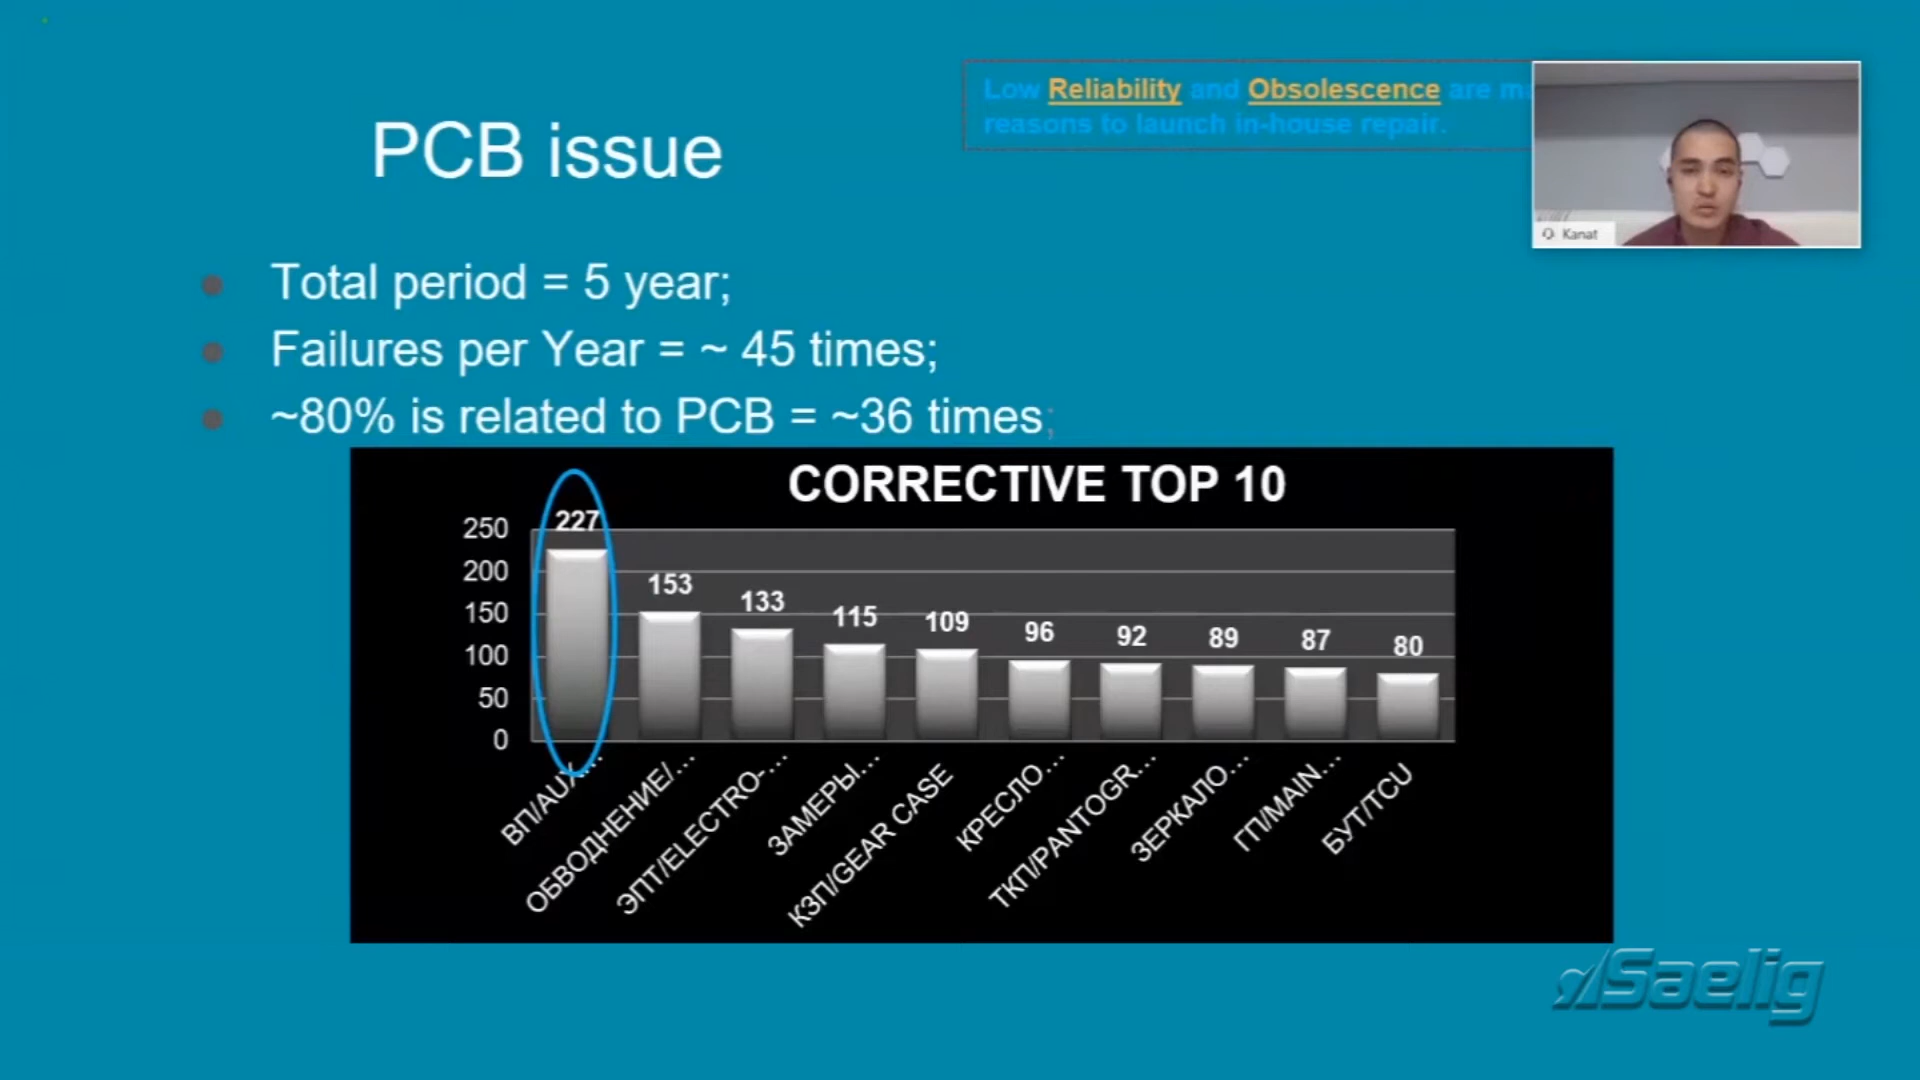 Low Reliability and Obsolescence are
reasons to launch in-house repair.
Kanat
PCB issue
Total period = 5 year;
Failures per Year = ~ 45 times;
~80% is related to PCB = ~36 times;
CORRECTIVE TOP 10
250
200
150
100
50
0
227
153
133
115
109
96
92
89
87
80
ВП/AUX...
ОБВОДНЕНИЕ/...
ЭПТ/ELECTRO-...
ЗАМЕРЫ...
КЗП/GEAR CASE
КРЕСЛО...
ТКП/PANTOGR...
ЗЕРКАЛО...
ГП/MAIN...
БУТ/TCU
Saelig